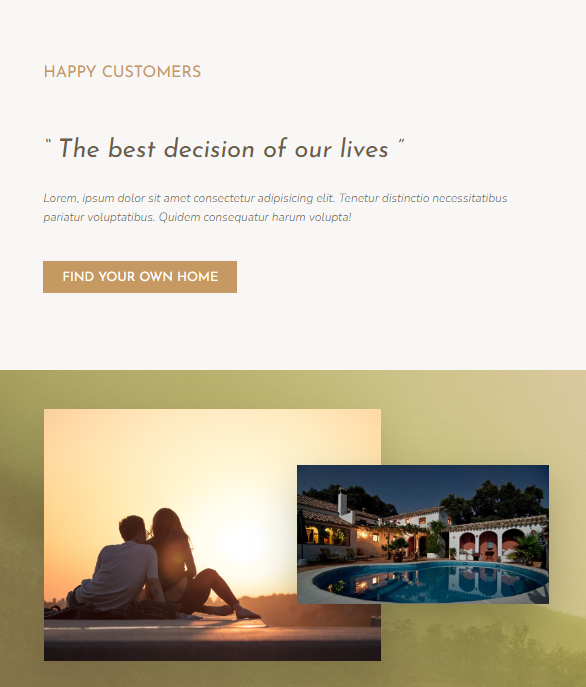 HAPPY CUSTOMERS
“ The best decision of our lives ”
Lorem, ipsum dolor sit amet consectetur adipisicing elit. Tenetur distinctio necessitatibus
pariatur voluptatibus. Quidem consequatur harum volupta!
FIND YOUR OWN HOME